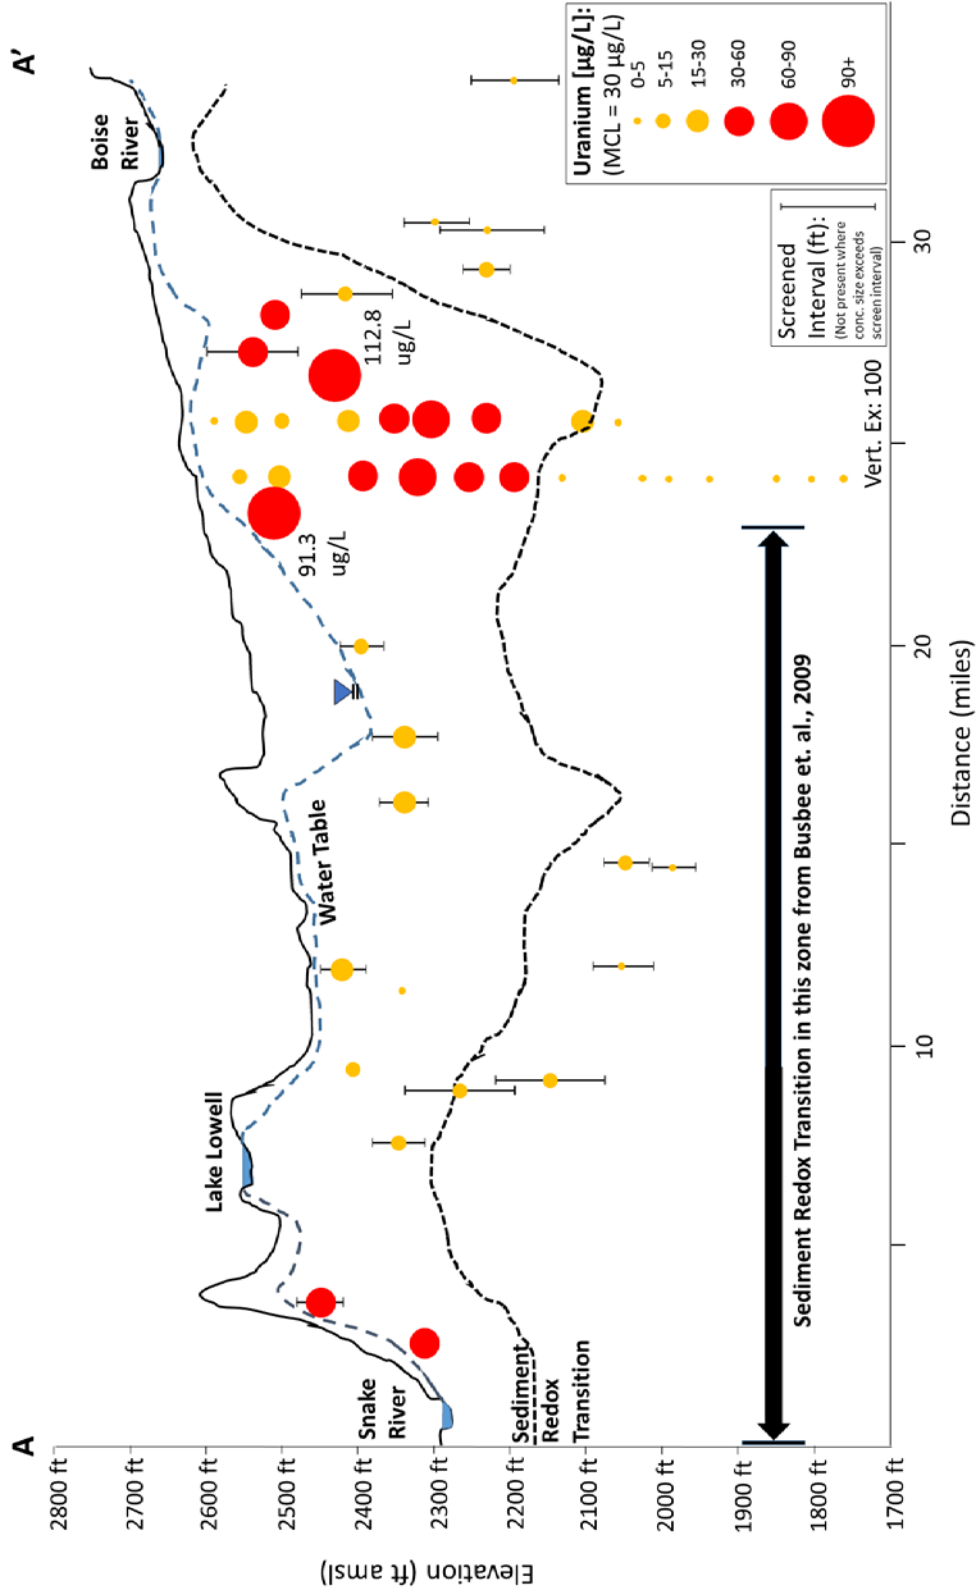 A
A'
2800 ft
2700 ft
2600 ft
2500 ft
2400 ft
2300 ft
2200 ft
2100 ft
2000 ft
1900 ft
1800 ft
1700 ft
Elevation (ft amsl)
Snake
River
Lake Lowell
Water Table
Boise
River
Sediment
Redox
Transition
91.3
ug/L
112.8
ug/L
Sediment Redox Transition in this zone from Busbee et. al., 2009
Vert. Ex: 100
Screened
Interval (ft):
(Not present where
conc. size exceeds
screen interval)
Uranium [µg/L]:
(MCL = 30 µg/L)
0-5
5-15
15-30
30-60
60-90
90+
10
20
30
Distance (miles)